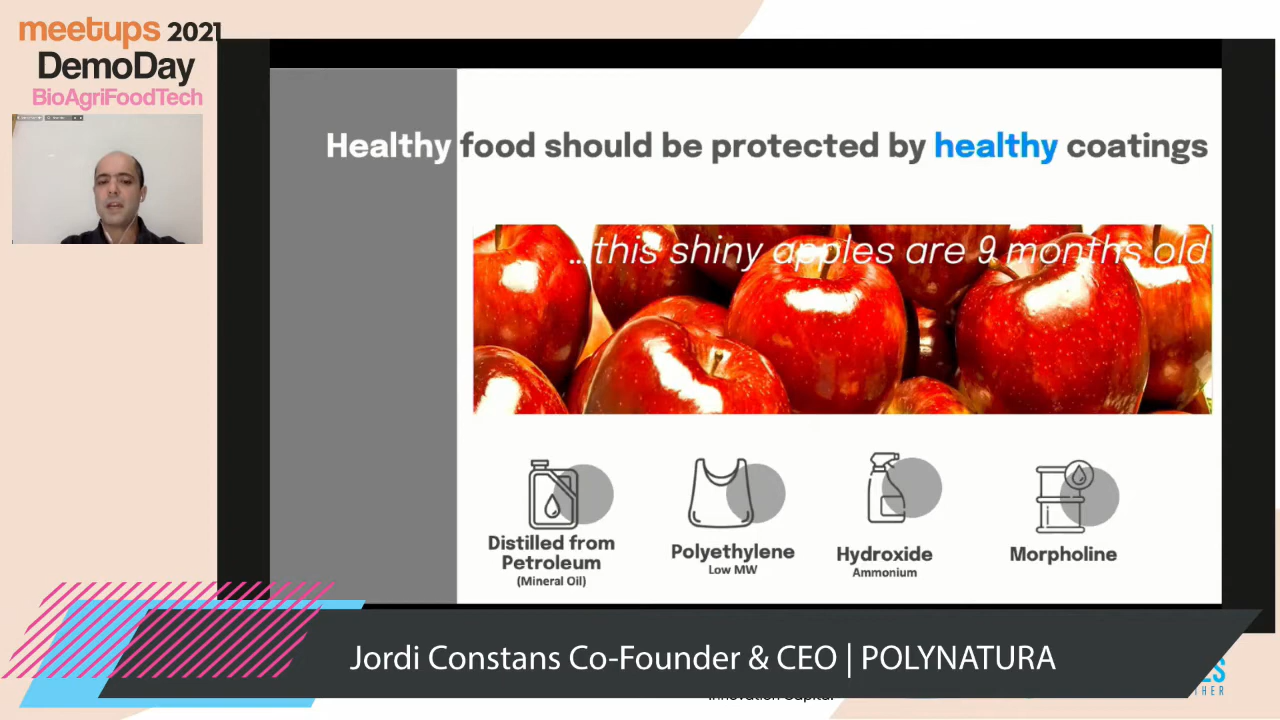 meetups 2021
DemoDay
BioAgriFoodTech
Healthy food should be protected by healthy coatings
...this shiny apples are 9 months old
Distilled from
Petroleum
(Mineral Oil)
Polyethylene
Low MW
Hydroxide
Ammonium
Morpholine
Jordi Constans Co-Founder & CEO | POLYNATURA